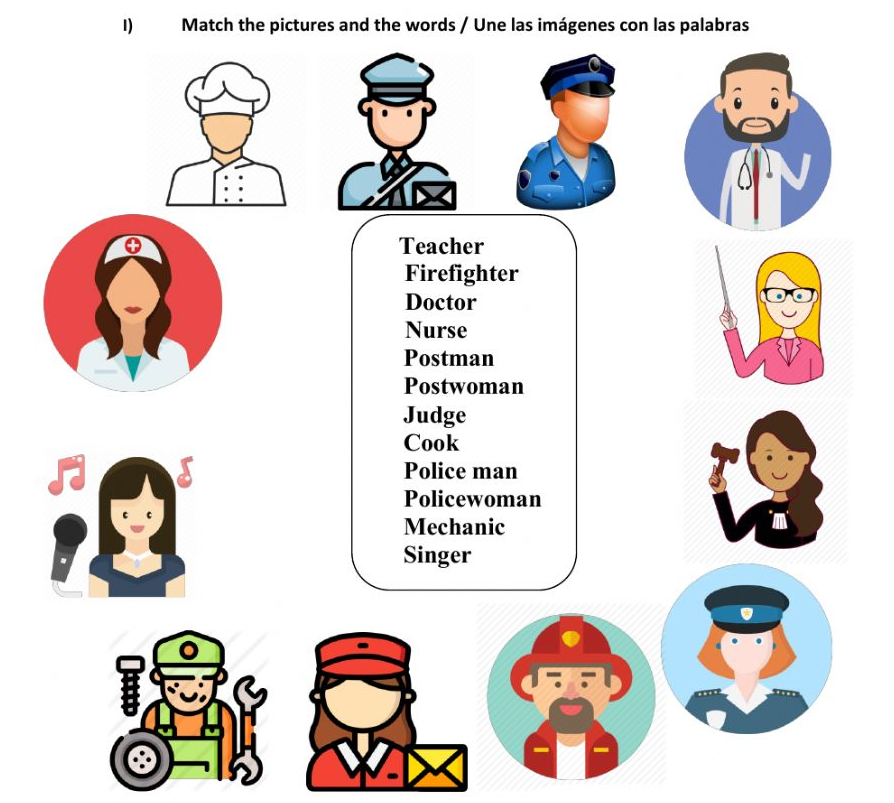 I) Match the pictures and the words / Une las imágenes con las palabras
Teacher
Firefighter
Doctor
Nurse
Postman
Postwoman
Judge
Cook
Police man
Policewoman
Mechanic
Singer